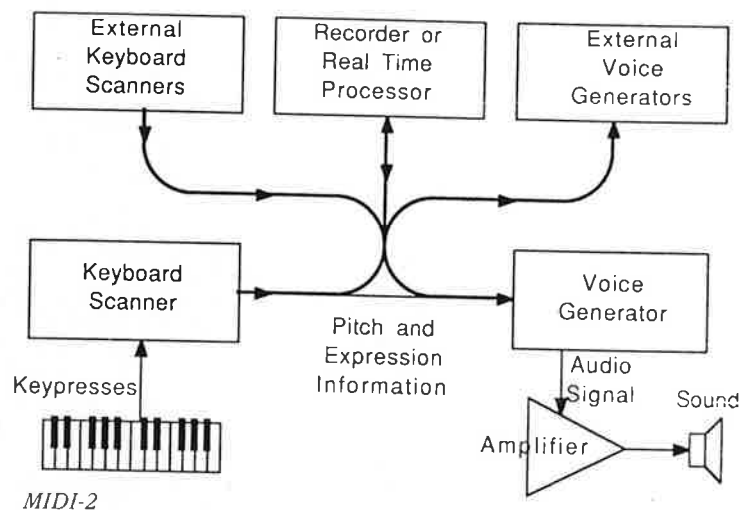 External
Keyboard
Scanners
Recorder or
Real Time
Processor
External
Voice
Generators
Keyboard
Scanner
Pitch and
Expression
Information
Voice
Generator
Keypresses
Audio
Signal
Sound
Amplifier
MIDI-2